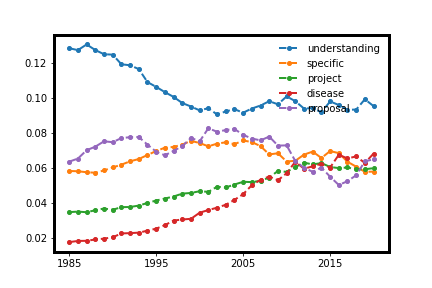 understanding
specific
project
disease
proposal
0.12
0.10
0.08
0.06
0.04
0.02
1985
1995
2005
2015